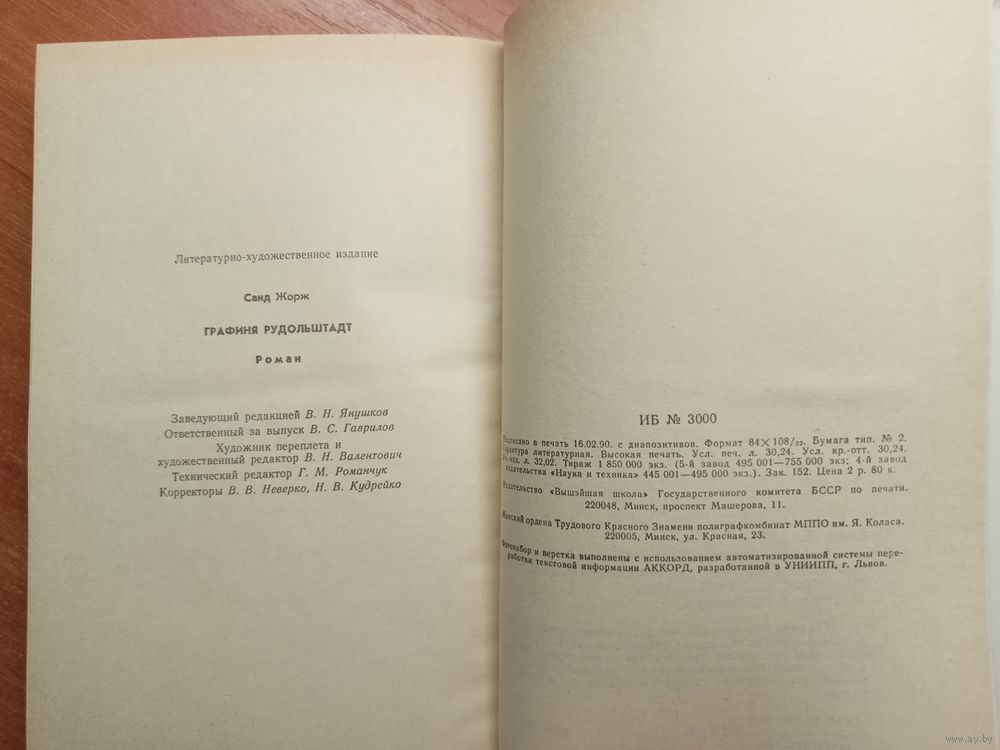 Литературно-художественное издание
Санд Жорж
ГРАФИНЯ РУДОЛЬШТАДТ
Роман
Заведующий редакцией В. Н. Янушков
Ответственный за выпуск В. С. Гаврилов
Художник переплета и
художественный редактор В. Н. Валентович
Технический редактор Г. М. Романчук
Корректоры В. В. Неверко, Н. В. Кудрейко
ИБ № 3000
Подписано в печать 16.02.90. с диапозитивов. Формат 84×108/32. Бумага тип. № 2.
литературная. Высокая печать. Усл. печ. л. 30,24. Усл. кр.-отт. 30,24.
л. 32,02. Тираж 1 850 000 экз. (5-й завод 495 001—755 000 экз; 4-й завод
издательства «Наука и техника» 445 001—495 000 экз.). Зак. 152. Цена 2 р. 80 к.
Издательство «Вышэйшая школа» Государственного комитета БССР по печати.
220048, Минск, проспект Машерова, 11.
Минский ордена Трудового Красного Знамени полиграфкомбинат МППО им. Я. Коласа.
220005, Минск, ул. Красная, 23.
Фотонабор и верстка выполнены с использованием автоматизированной системы пере-
работки текстовой информации АККОРД, разработанной в УНИИПП, г. Львов.
www.ay.by